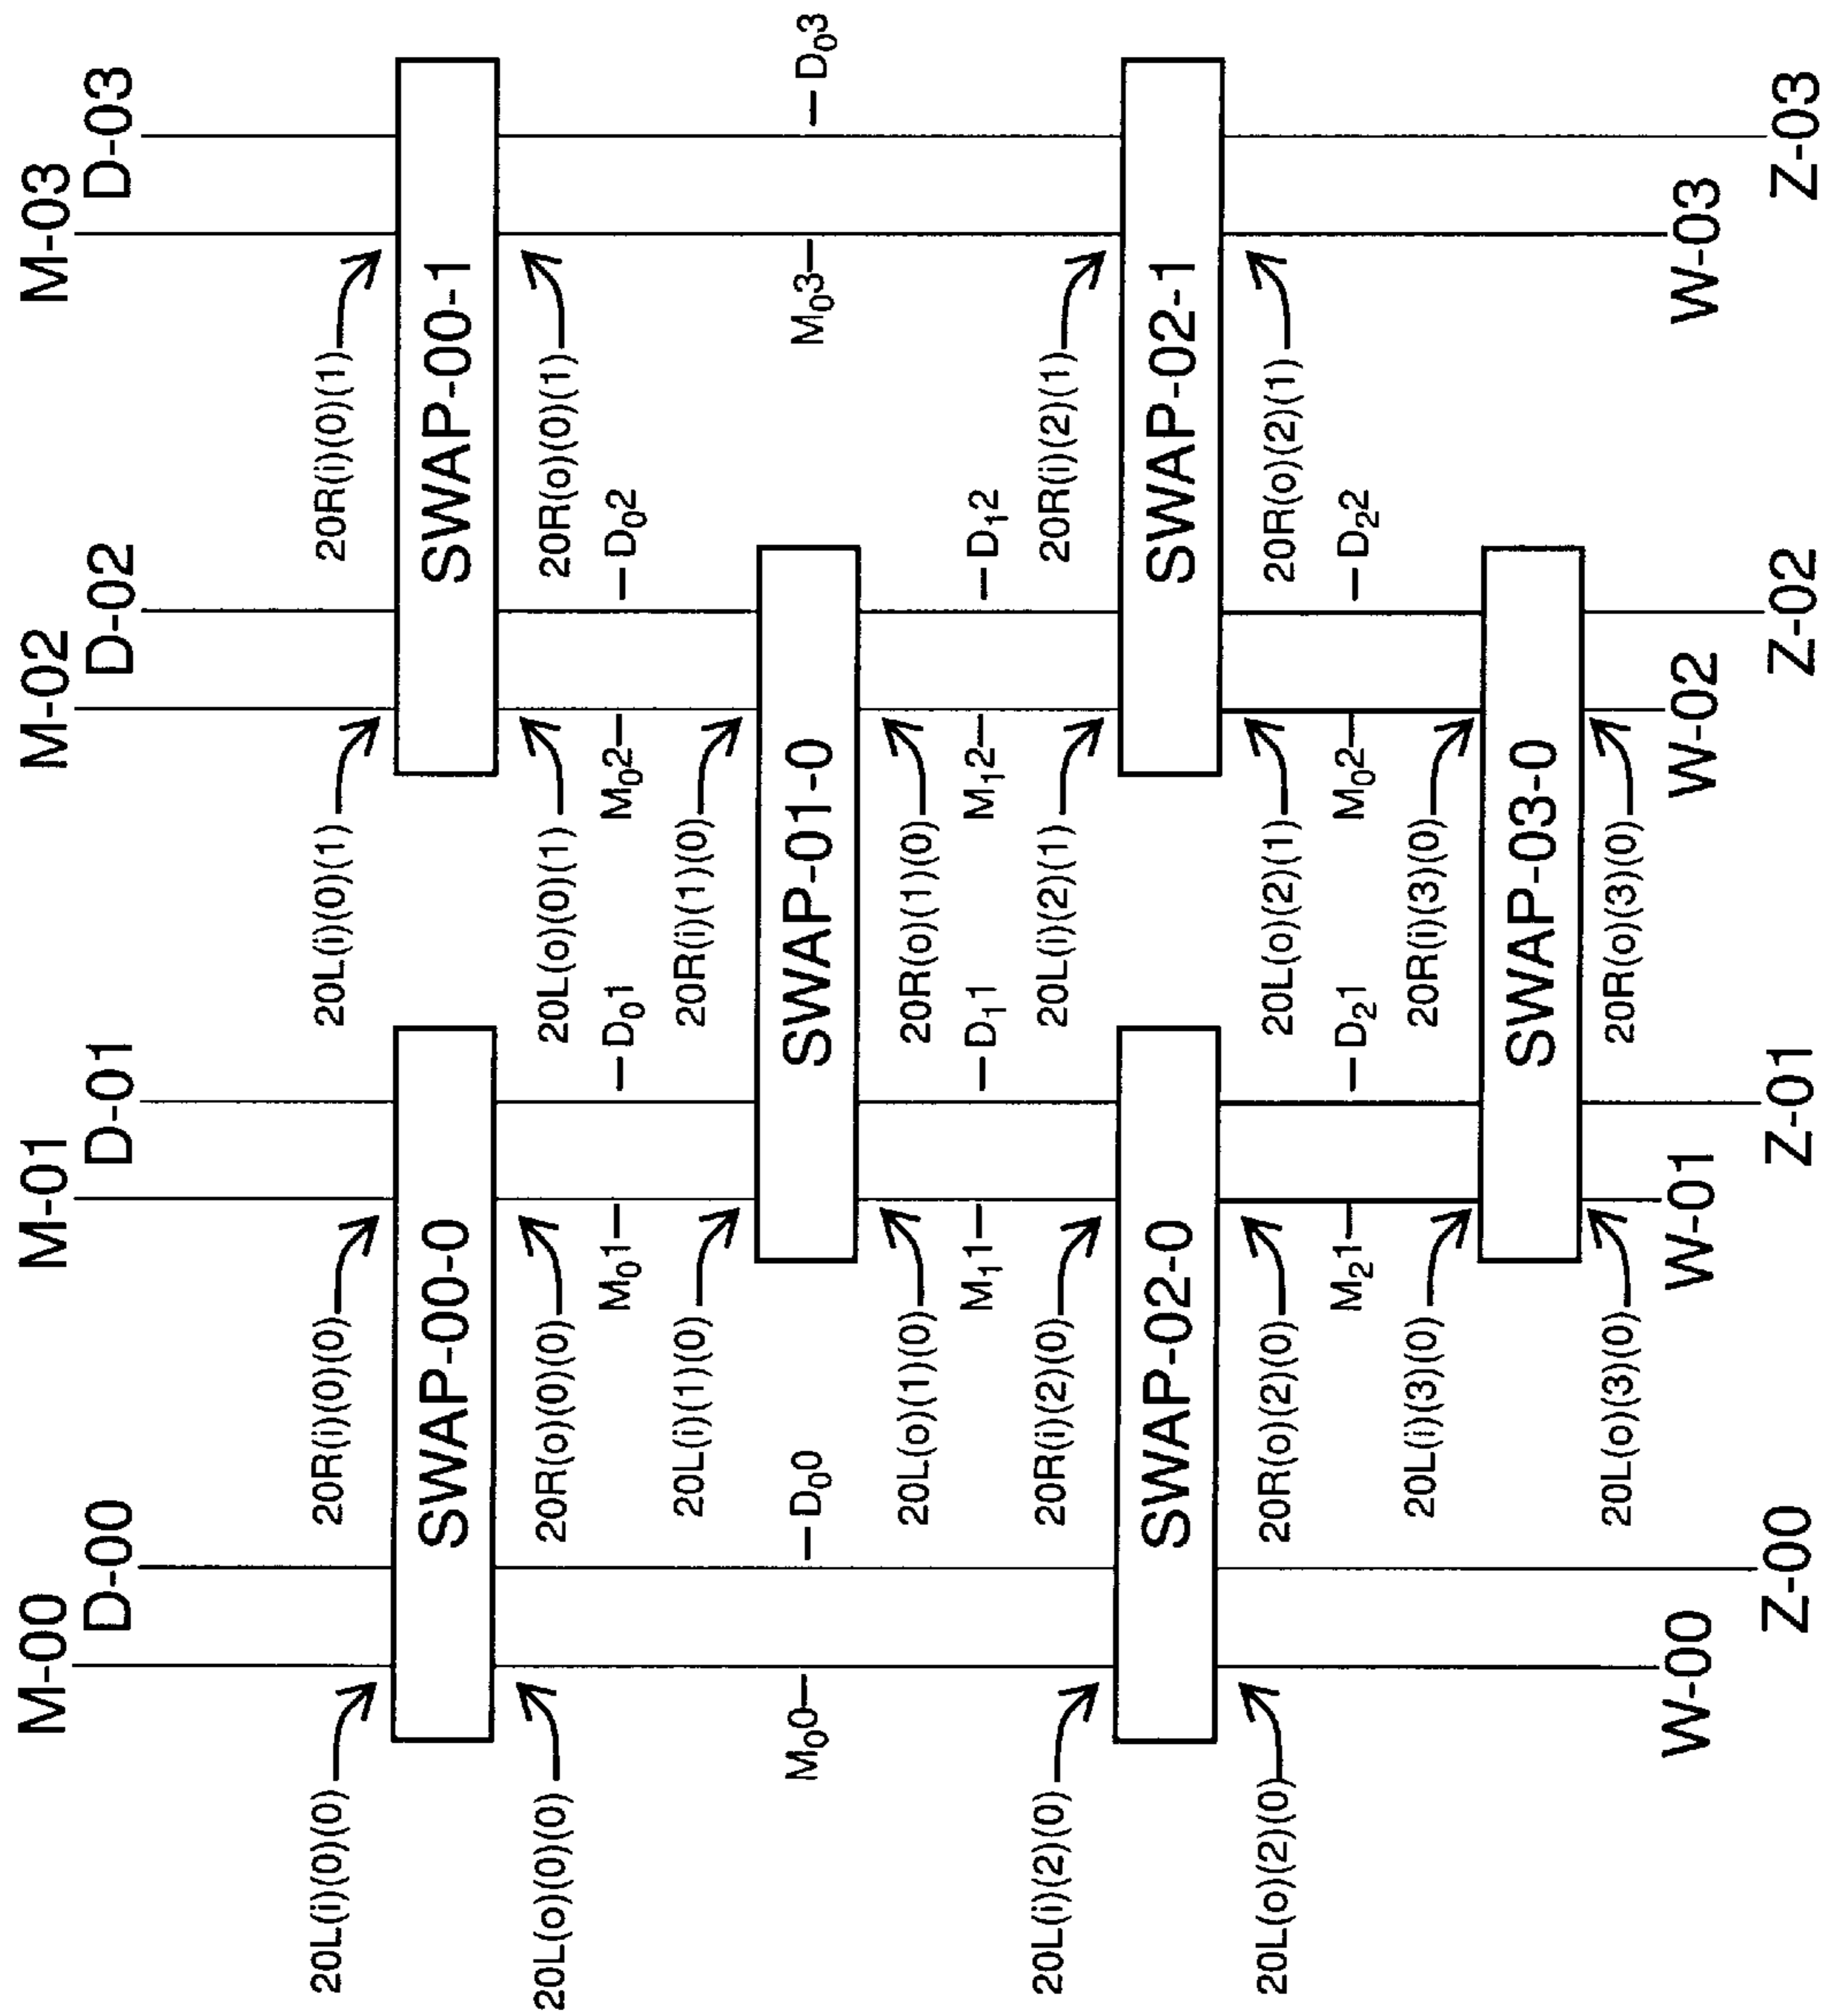 M-00
M-01
M-02
M-03
D-00
D-01
D-02
D-03
20L(i)(0)(0)
20R(i)(0)(0)
20L(i)(0)(1)
20R(i)(0)(1)
SWAP-00-0
SWAP-00-1
20L(o)(0)(0)
20R(o)(0)(0)
20L(o)(0)(1)
20R(o)(0)(1)
M₀1
D₀1
M₀2
D₀2
20L(i)(1)(0)
20R(i)(1)(0)
M₀0
D₀0
SWAP-01-0
M₀3
D₀3
20L(o)(1)(0)
20R(o)(1)(0)
M₁1
D₁1
M₁2
D₁2
20L(i)(2)(0)
20R(i)(2)(0)
20L(i)(2)(1)
20R(i)(2)(1)
SWAP-02-0
SWAP-02-1
20L(o)(2)(0)
20R(o)(2)(0)
20L(o)(2)(1)
20R(o)(2)(1)
M₂1
D₂1
M₀2
D₂2
20L(i)(3)(0)
20R(i)(3)(0)
SWAP-03-0
20L(o)(3)(0)
20R(o)(3)(0)
W-00
W-01
W-02
W-03
Z-00
Z-01
Z-02
Z-03